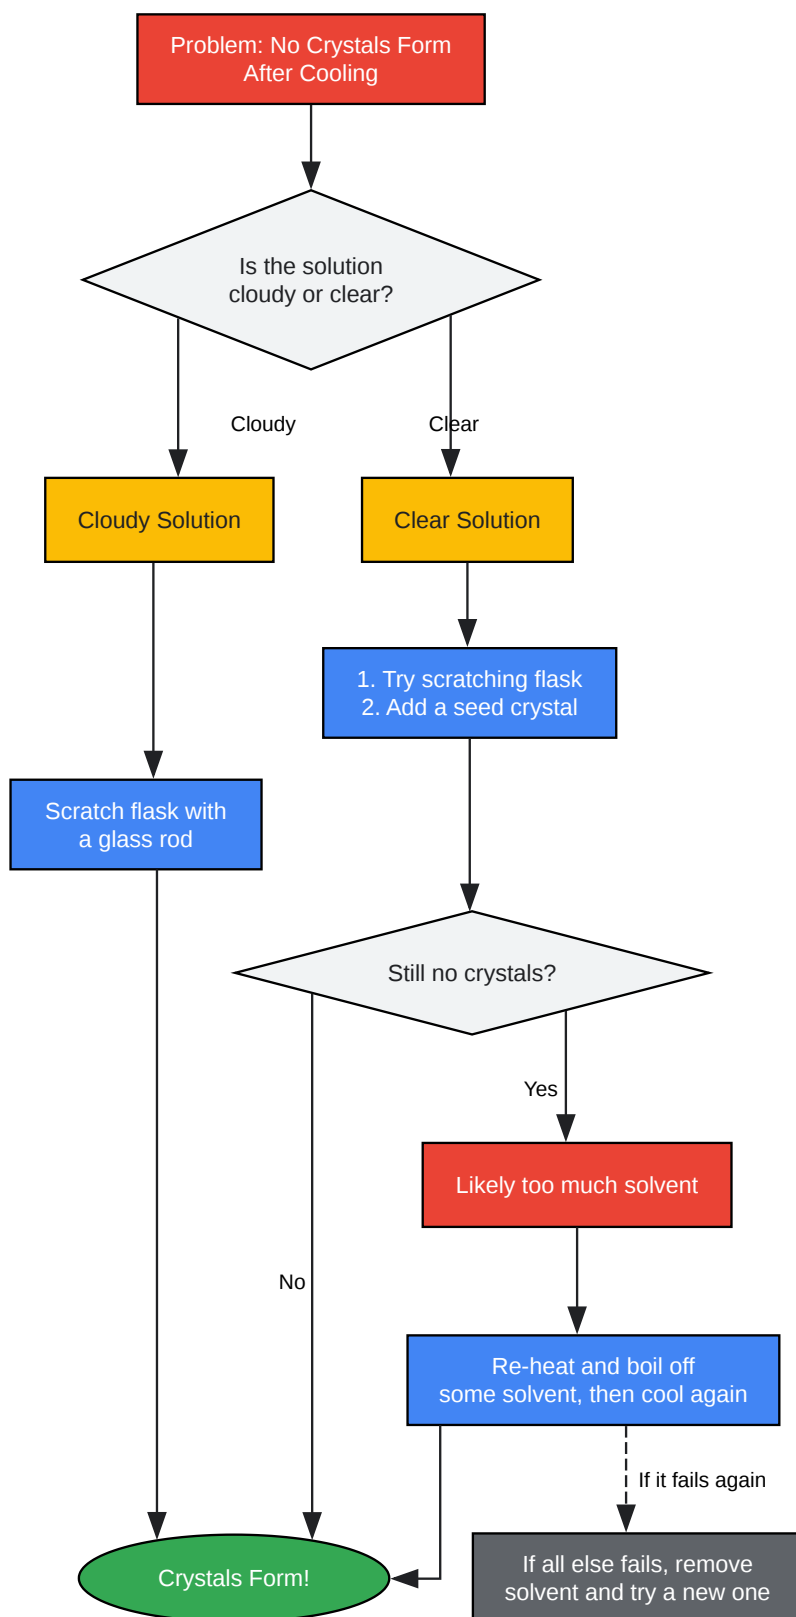 Problem: No Crystals Form
After Cooling
Is the solution
cloudy or clear?
Cloudy
Clear
Cloudy Solution
Clear Solution
1. Try scratching flask
2. Add a seed crystal
Scratch flask with
a glass rod
Still no crystals?
Yes
Likely too much solvent
No
Re-heat and boil off
some solvent, then cool again
If it fails again
Crystals Form!
If all else fails, remove
solvent and try a new one